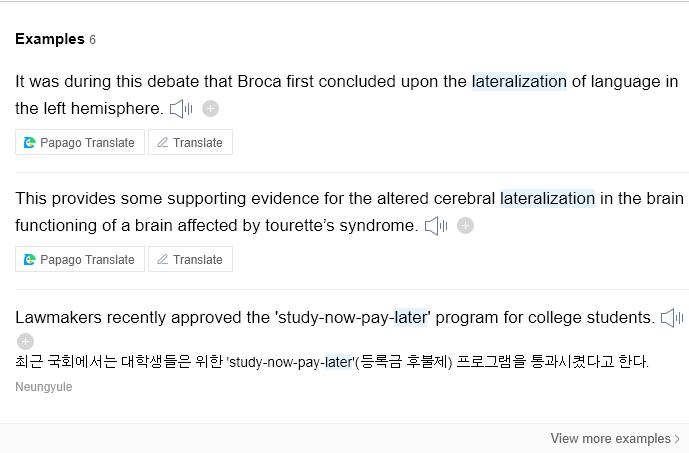 Examples 6
It was during this debate that Broca first concluded upon the lateralization of language in
the left hemisphere.
Papago Translate Translate
This provides some supporting evidence for the altered cerebral lateralization in the brain
functioning of a brain affected by tourette’s syndrome.
Papago Translate Translate
Lawmakers recently approved the 'study-now-pay-later' program for college students.
최근 국회에서는 대학생들은 위한 'study-now-pay-later'(등록금 후불제) 프로그램을 통과시켰다고 한다.
Neungyule
View more examples